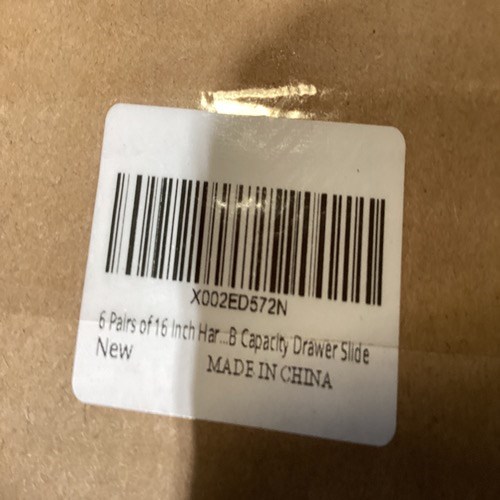 X002ED572N
6 Pairs of 16 Inch Har...B Capacity Drawer Slide
New
MADE IN CHINA